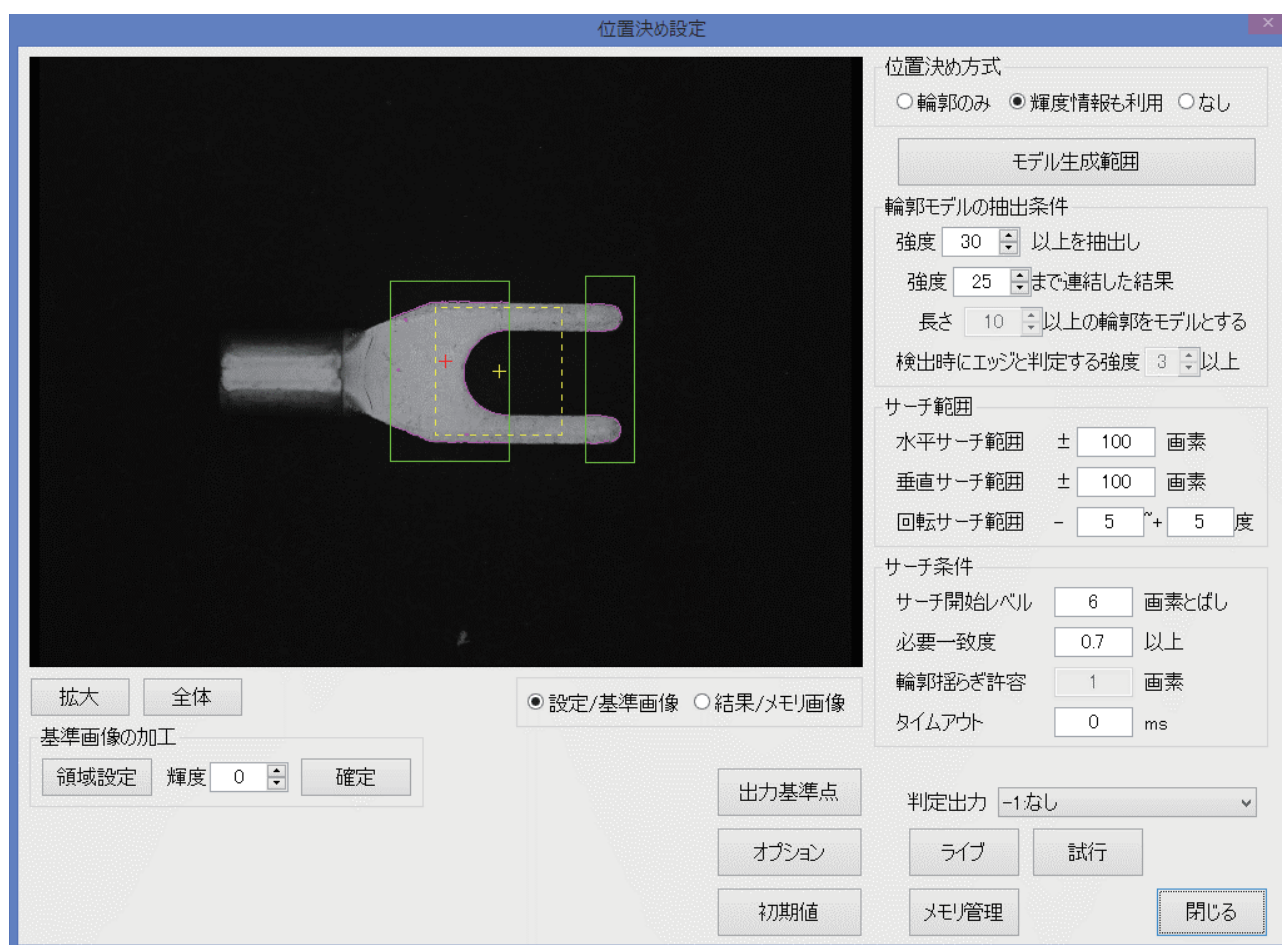 位置決め設定
位置決め方式
輪郭のみ 輝度情報も利用 なし
モデル生成範囲
輪郭モデルの抽出条件
強度 30 以上を抽出し
強度 25 まで連結した結果
長さ 10 以上の輪郭をモデルとする
検出時にエッジと判定する強度 3 以上
サーチ範囲
水平サーチ範囲 ± 100 画素
垂直サーチ範囲 ± 100 画素
回転サーチ範囲 - 5 ~+ 5 度
サーチ条件
サーチ開始レベル 6 画素とばし
必要一致度 0.7 以上
輪郭揺らぎ許容 1 画素
タイムアウト 0 ms
拡大 全体
設定/基準画像 結果/メモリ画像
基準画像の加工
領域設定 輝度 0 確定
出力基準点
判定出力 -1:なし
オプション ライブ 試行
初期値 メモリ管理 閉じる